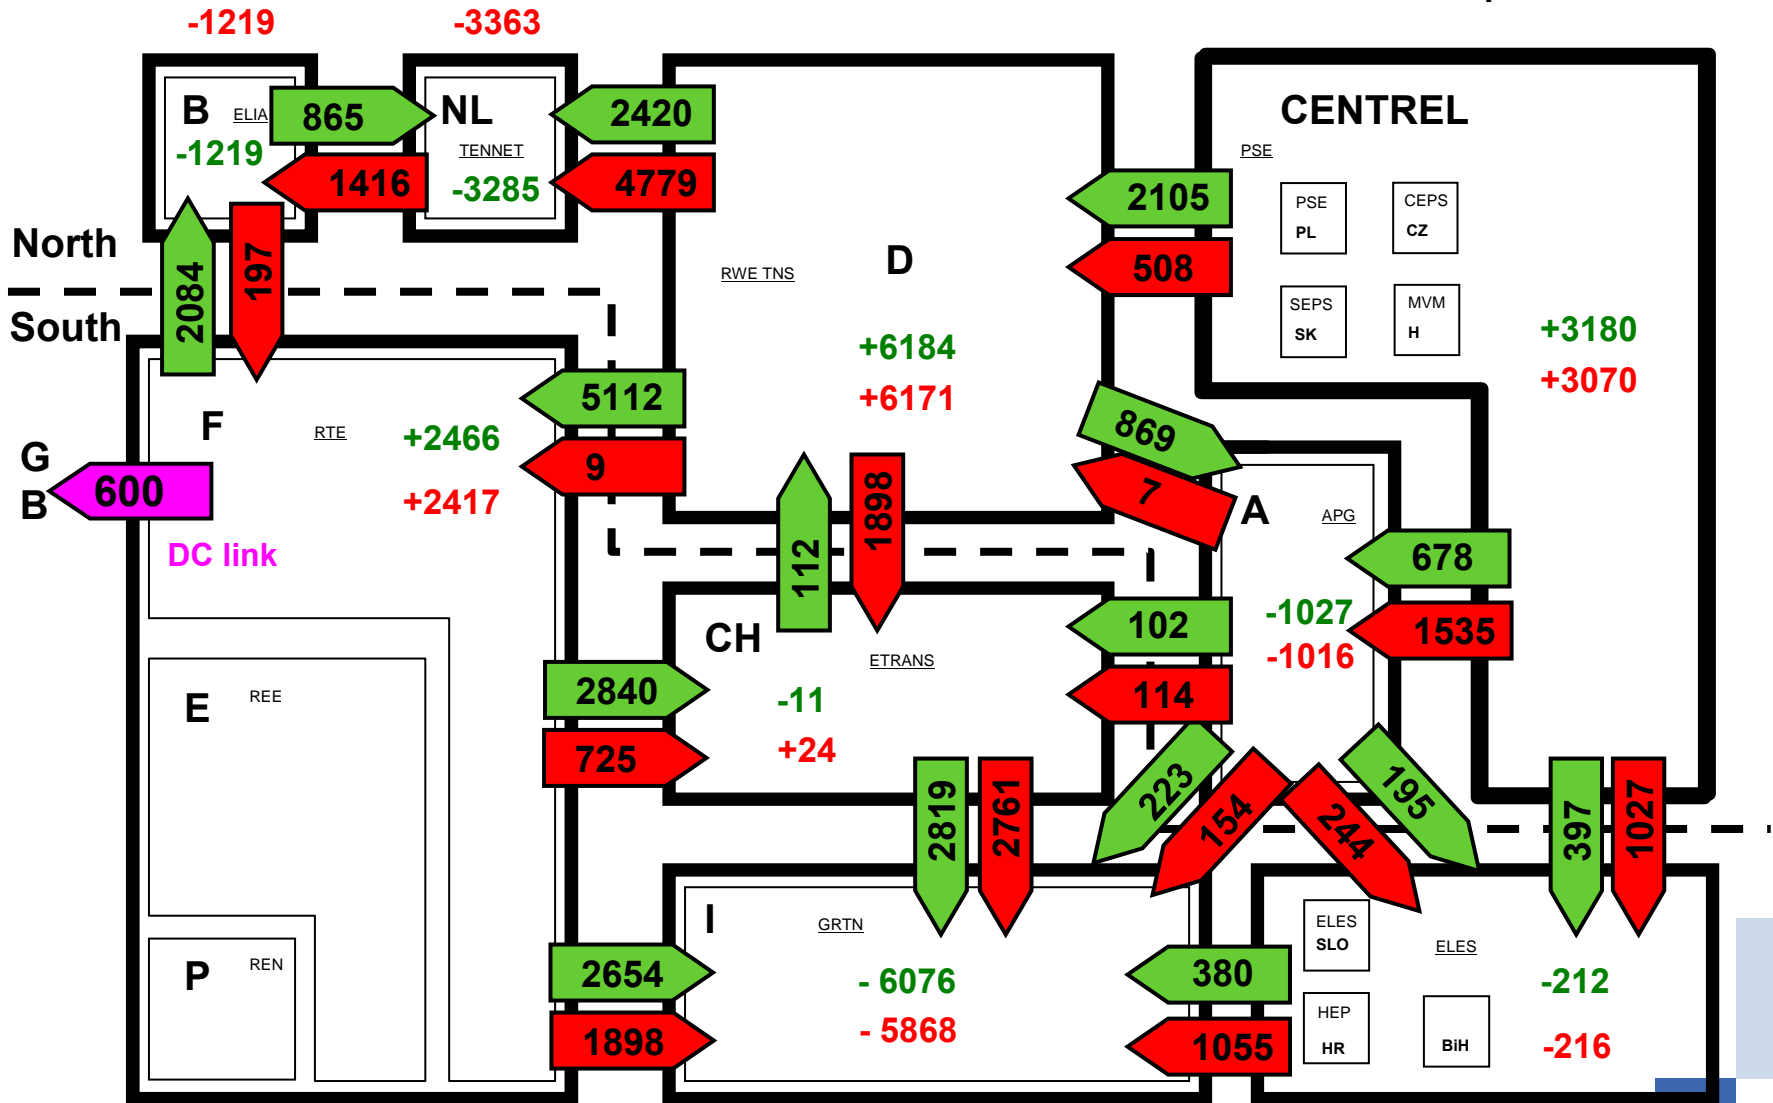 -1219
-3363
B
ELIA
-1219
865
1416
NL
TENNET
-3285
2420
4779
CENTREL
PSE
2105
508
PSE
PL
CEPS
CZ
SEPS
SK
MVM
H
+3180
+3070
North
South
2084
197
D
RWE TNS
+6184
+6171
F
RTE
+2466
+2417
5112
9
G
B
600
DC link
869
7
A
APG
678
1535
-1027
-1016
112
1898
CH
ETRANS
-11
+24
102
114
2840
725
E
REE
2819
2761
223
154
244
195
397
1027
P
REN
I
GRTN
- 6076
- 5868
2654
1898
380
1055
ELES
SLO
ELES
HEP
HR
BiH
-212
-216